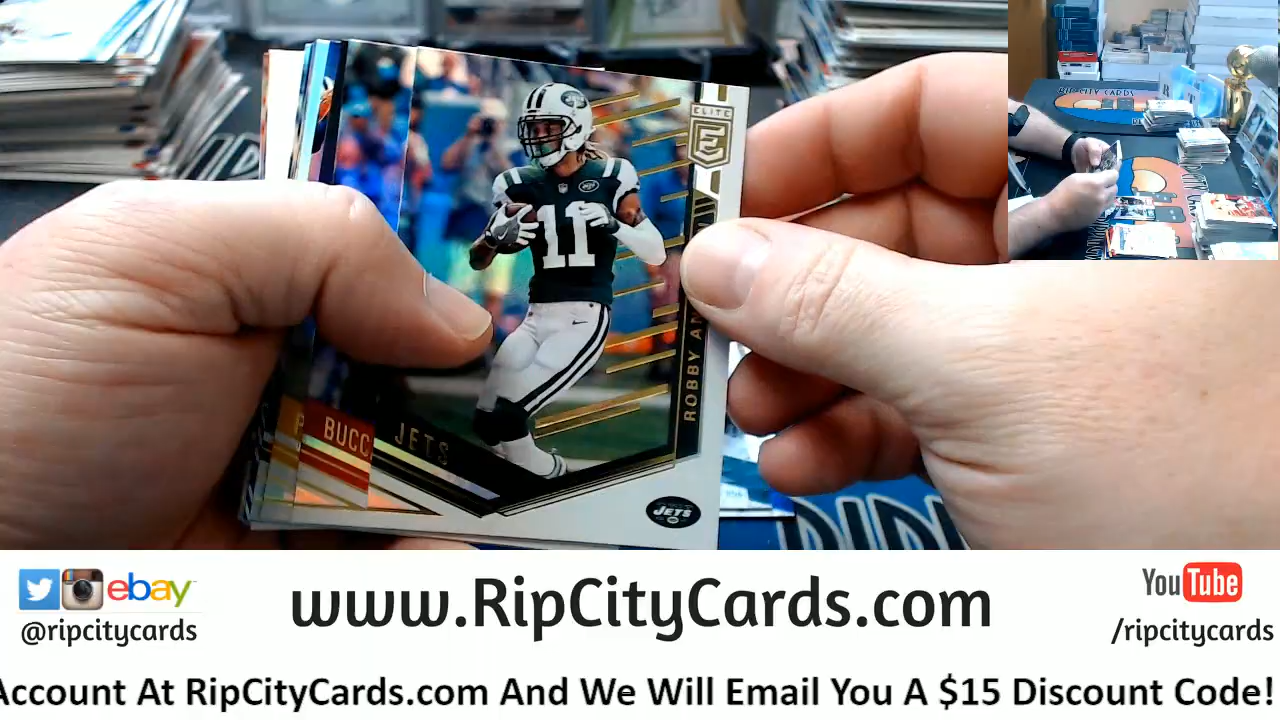 RIP CITY CARDS
ELITE
E
11
ROBBY AN
BUCC
JETS
JETS
ebay
@ripcitycards
www.RipCityCards.com
YouTube
/ripcitycards
Account At RipCityCards.com And We Will Email You A $15 Discount Code!